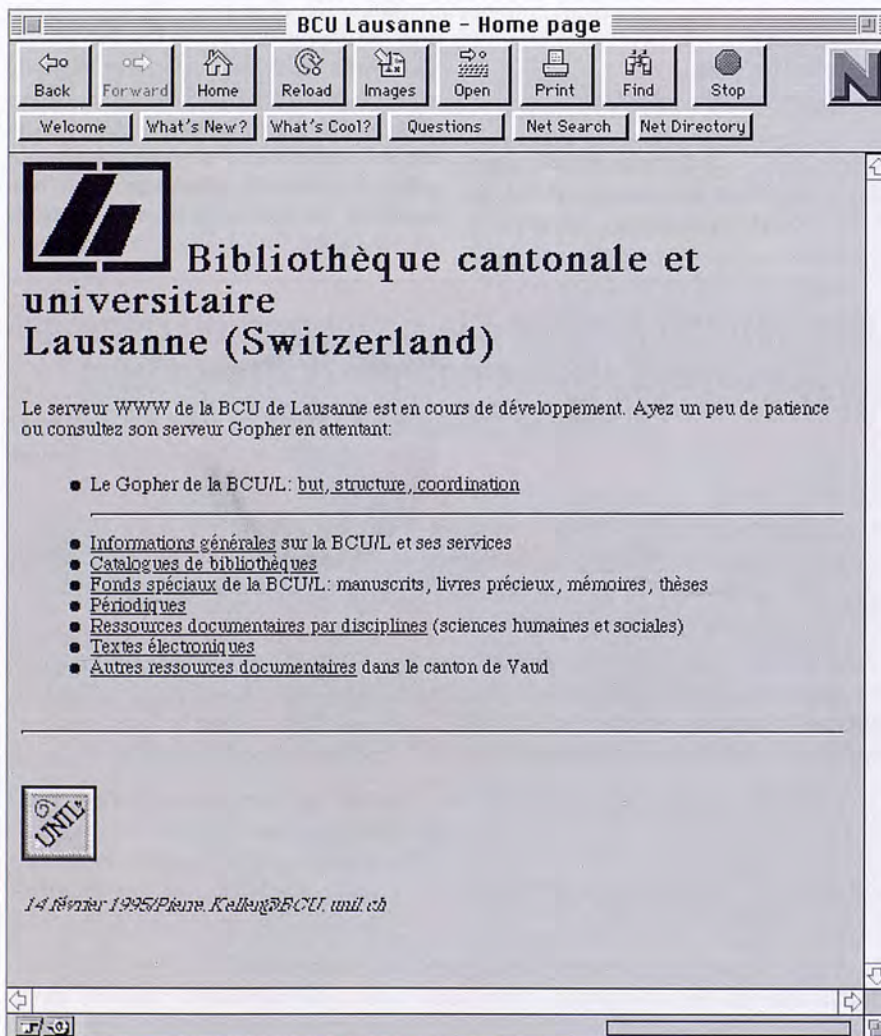 BCU Lausanne – Home page
Back Forward Home Reload Images Open Print Find Stop
N
Welcome What's New? What's Cool? Questions Net Search Net Directory
Bibliothèque cantonale et
universitaire
Lausanne (Switzerland)
Le serveur WWW de la BCU de Lausanne est en cours de développement. Ayez un peu de patience
ou consultez son serveur Gopher en attentant:
Le Gopher de la BCU/L: but, structure, coordination
Informations générales sur la BCU/L et ses services
Catalogues de bibliothèques
Fonds spéciaux de la BCU/L: manuscrits, livres précieux, mémoires, thèses
Périodiques
Ressources documentaires par disciplines (sciences humaines et sociales)
Textes électroniques
Autres ressources documentaires dans le canton de Vaud
UNIL
14 février 1995/Pierre.